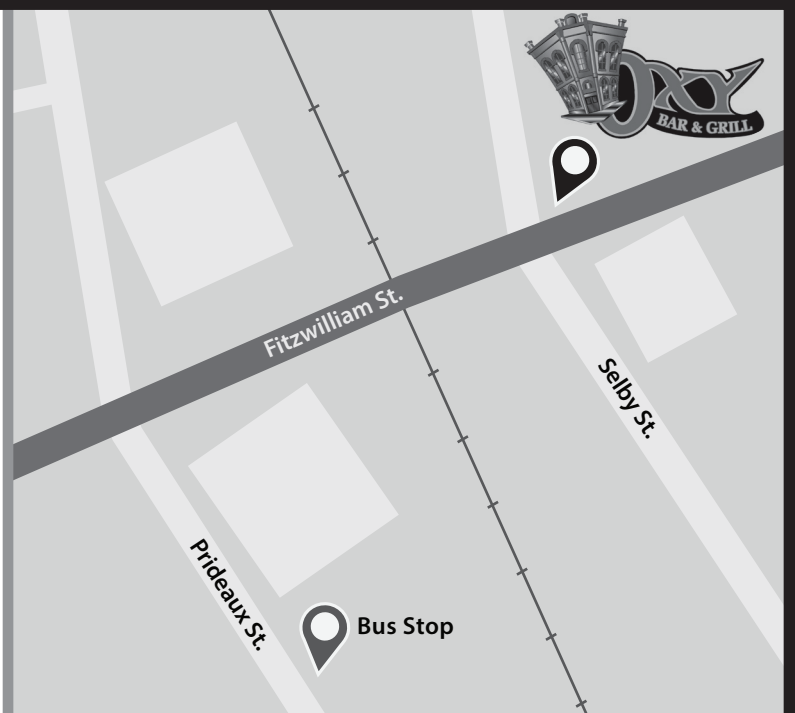 OXY
BAR & GRILL
Fitzwilliam St.
Selby St.
Prideaux St.
Bus Stop